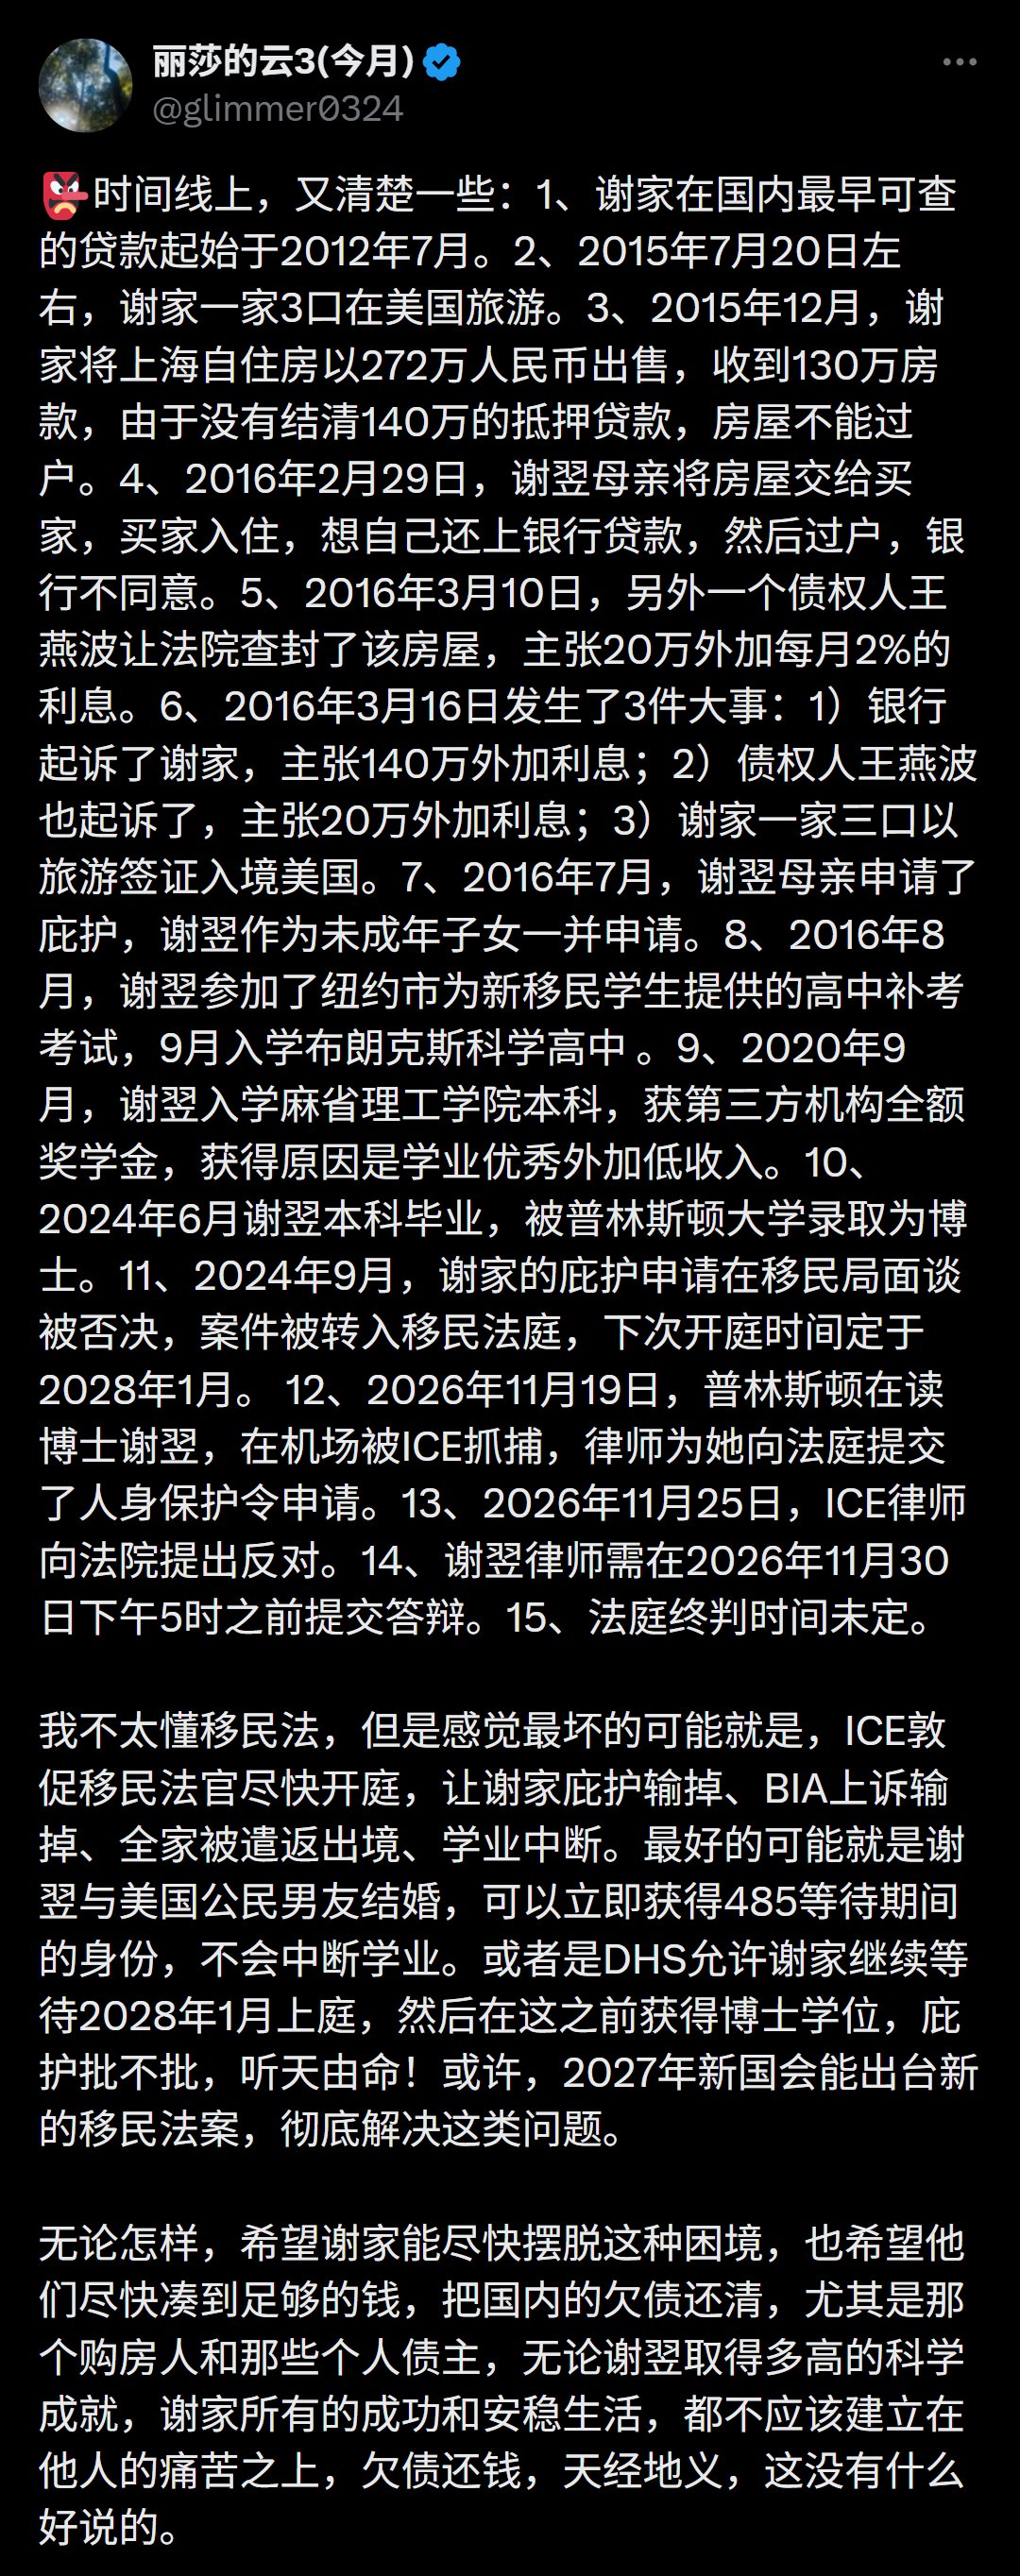 丽莎的云3(今月)
@glimmer0324
👺时间线上，又清楚一些：1、谢家在国内最早可查
的贷款起始于2012年7月。2、2015年7月20日左
右，谢家一家3口在美国旅游。3、2015年12月，谢
家将上海自住房以272万人民币出售，收到130万房
款，由于没有结清140万的抵押贷款，房屋不能过
户。4、2016年2月29日，谢翌母亲将房屋交给买
家，买家入住，想自己还上银行贷款，然后过户，银
行不同意。5、2016年3月10日，另外一个债权人王
燕波让法院查封了该房屋，主张20万外加每月2%的
利息。6、2016年3月16日发生了3件大事：1）银行
起诉了谢家，主张140万外加利息；2）债权人王燕波
也起诉了，主张20万外加利息；3）谢家一家三口以
旅游签证入境美国。7、2016年7月，谢翌母亲申请了
庇护，谢翌作为未成年子女一并申请。8、2016年8
月，谢翌参加了纽约市为新移民学生提供的高中补考
考试，9月入学布朗克斯科学高中 。9、2020年9
月，谢翌入学麻省理工学院本科，获第三方机构全额
奖学金，获得原因是学业优秀外加低收入。10、
2024年6月谢翌本科毕业，被普林斯顿大学录取为博
士。11、2024年9月，谢家的庇护申请在移民局面谈
被否决，案件被转入移民法庭，下次开庭时间定于
2028年1月。 12、2026年11月19日，普林斯顿在读
博士谢翌，在机场被ICE抓捕，律师为她向法庭提交
了人身保护令申请。13、2026年11月25日，ICE律师
向法院提出反对。14、谢翌律师需在2026年11月30
日下午5时之前提交答辩。15、法庭终判时间未定。
我不太懂移民法，但是感觉最坏的可能就是，ICE敦
促移民法官尽快开庭，让谢家庇护输掉、BIA上诉输
掉、全家被遣返出境、学业中断。最好的可能就是谢
翌与美国公民男友结婚，可以立即获得485等待期间
的身份，不会中断学业。或者是DHS允许谢家继续等
待2028年1月上庭，然后在这之前获得博士学位，庇
护批不批，听天由命！或许，2027年新国会能出台新
的移民法案，彻底解决这类问题。
无论怎样，希望谢家能尽快摆脱这种困境，也希望他
们尽快凑到足够的钱，把国内的欠债还清，尤其是那
个购房人和那些个人债主，无论谢翌取得多高的科学
成就，谢家所有的成功和安稳生活，都不应该建立在
他人的痛苦之上，欠债还钱，天经地义，这没有什么
好说的。